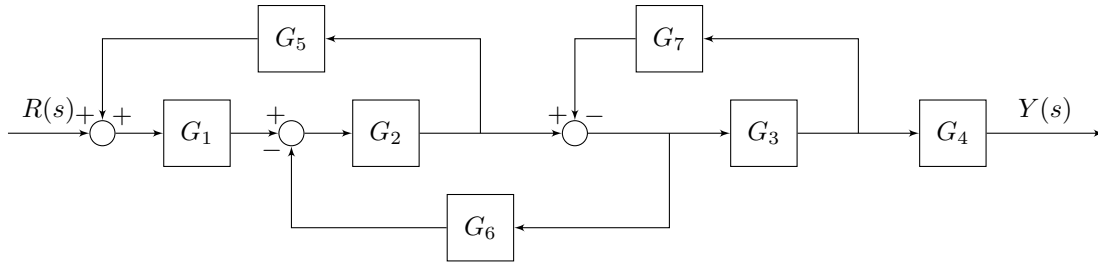 G₅
G₇
R(s)
+
+
+
+
−
Y(s)
G₁
−
G₂
G₃
G₄
G₆